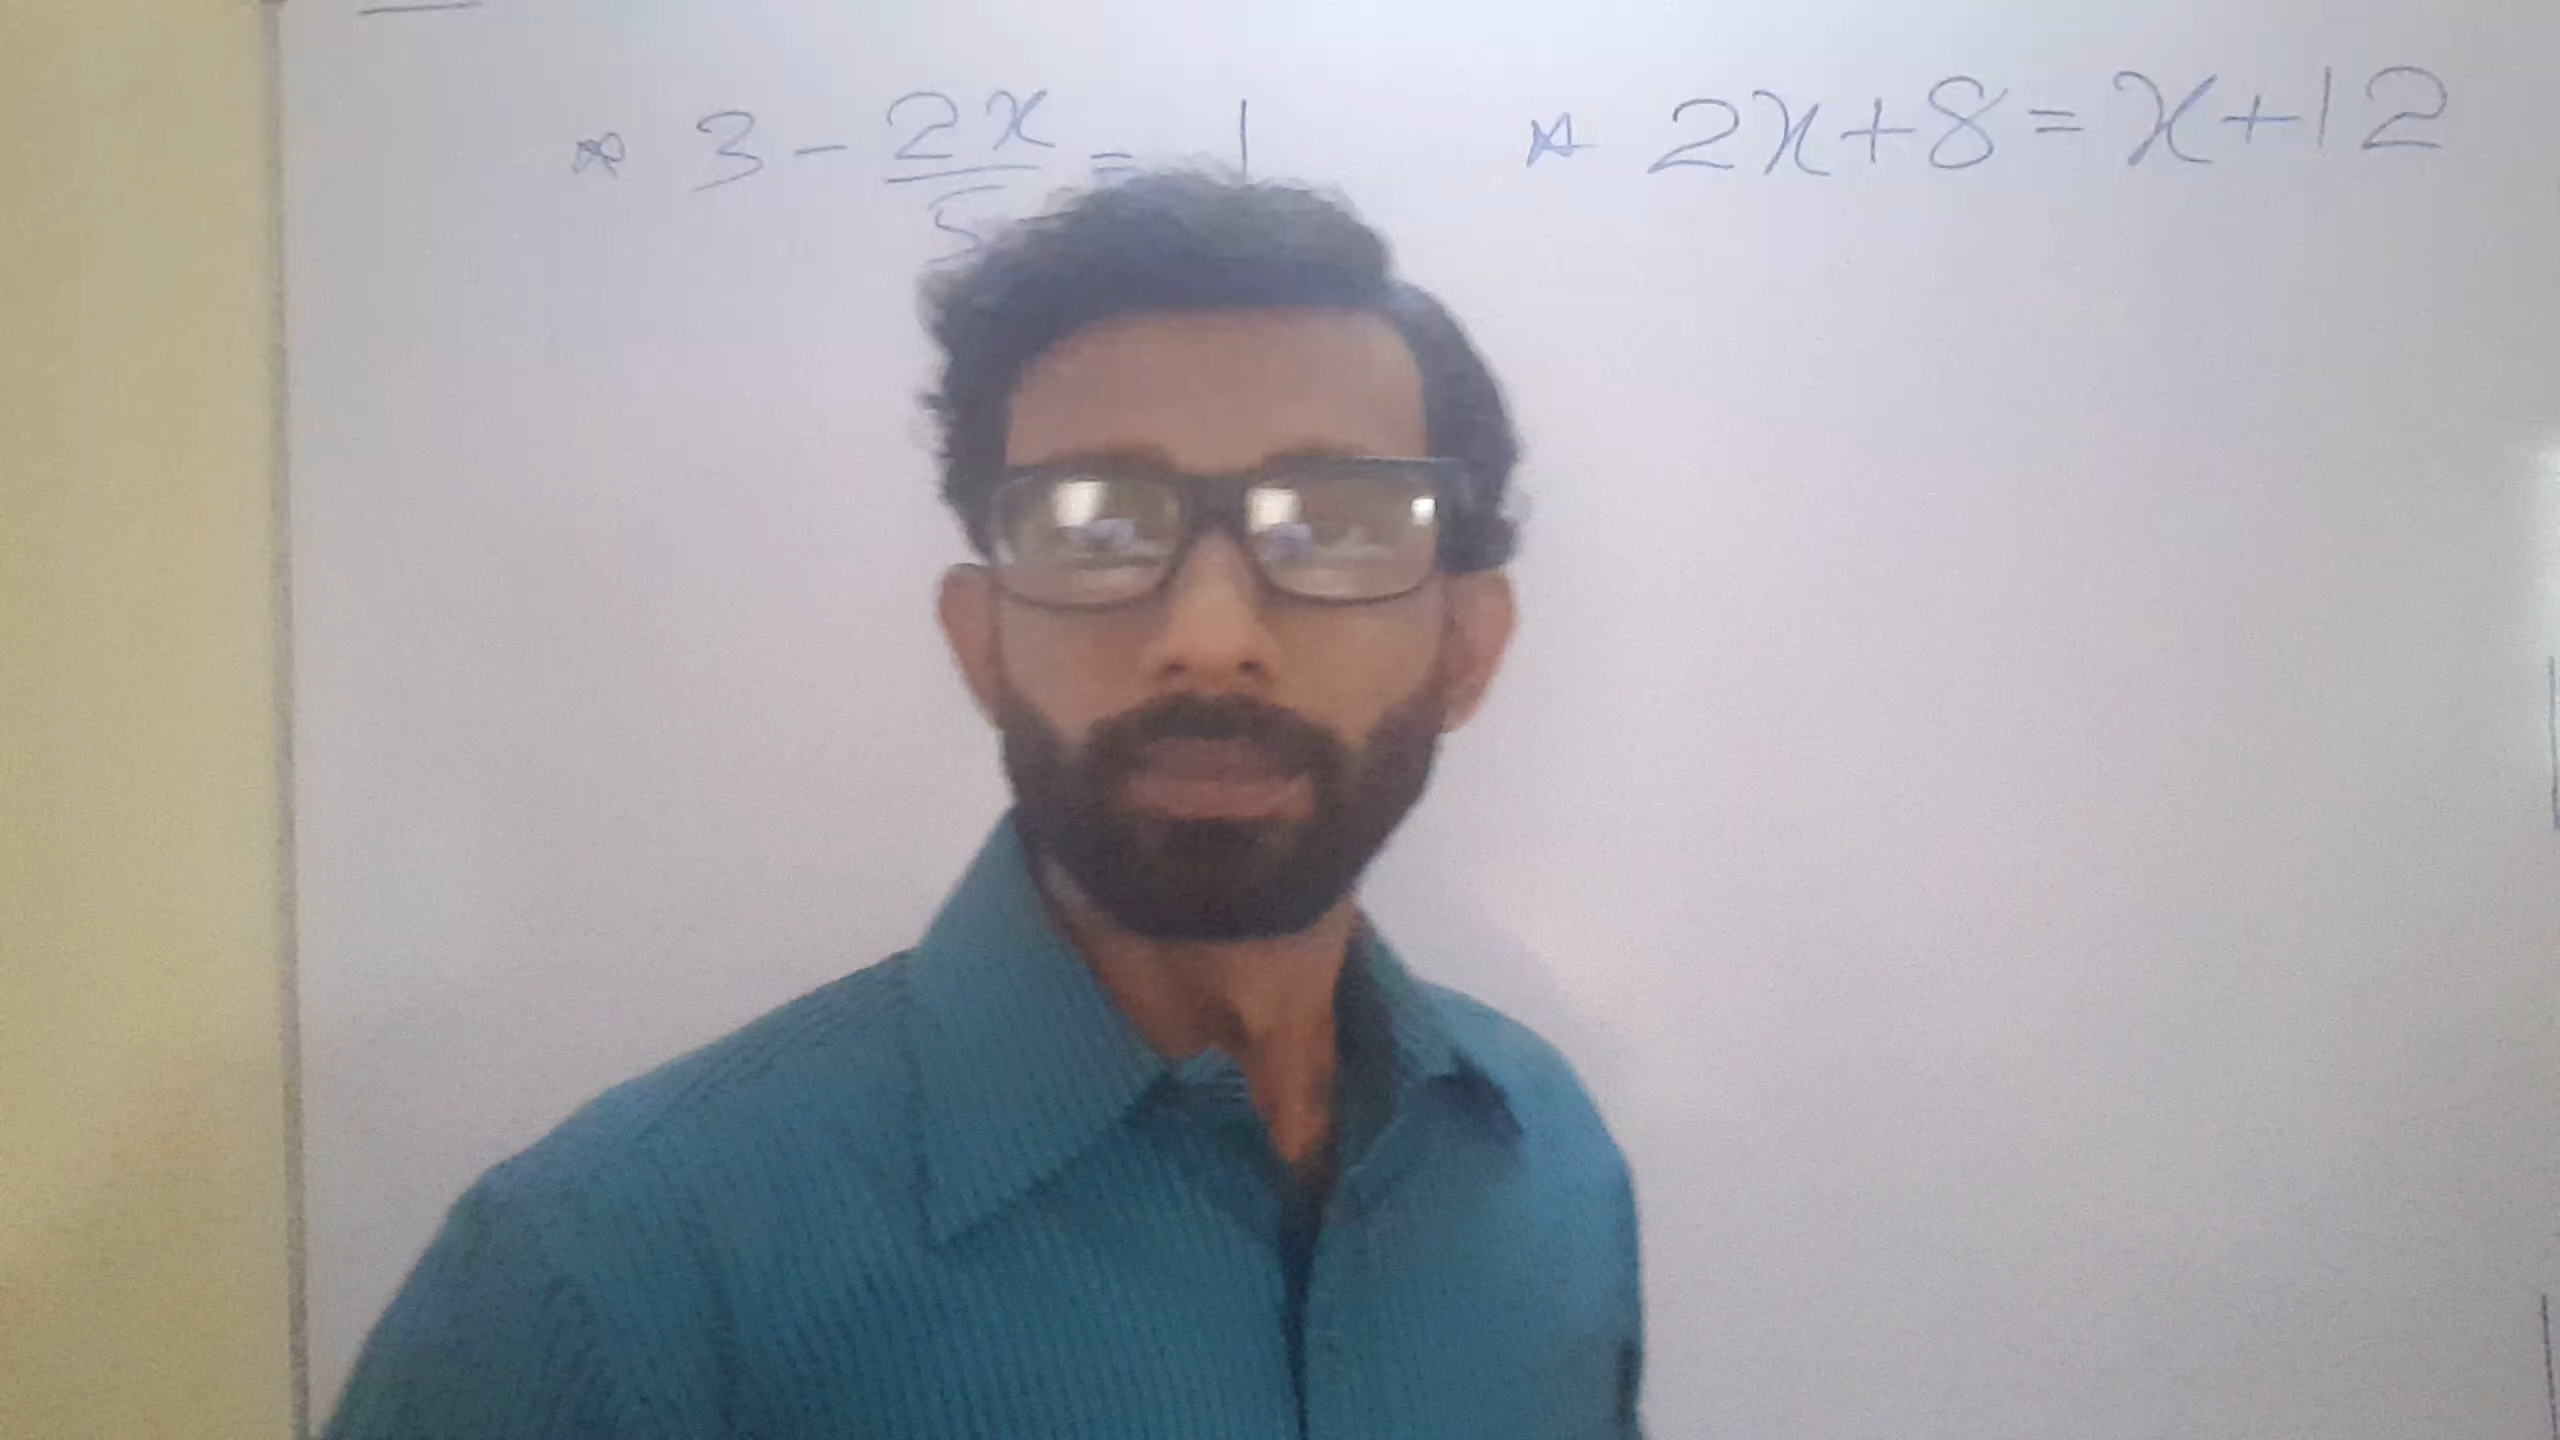 ☆ 3 - 2x/5 = 1
☆ 2x+8=x+12